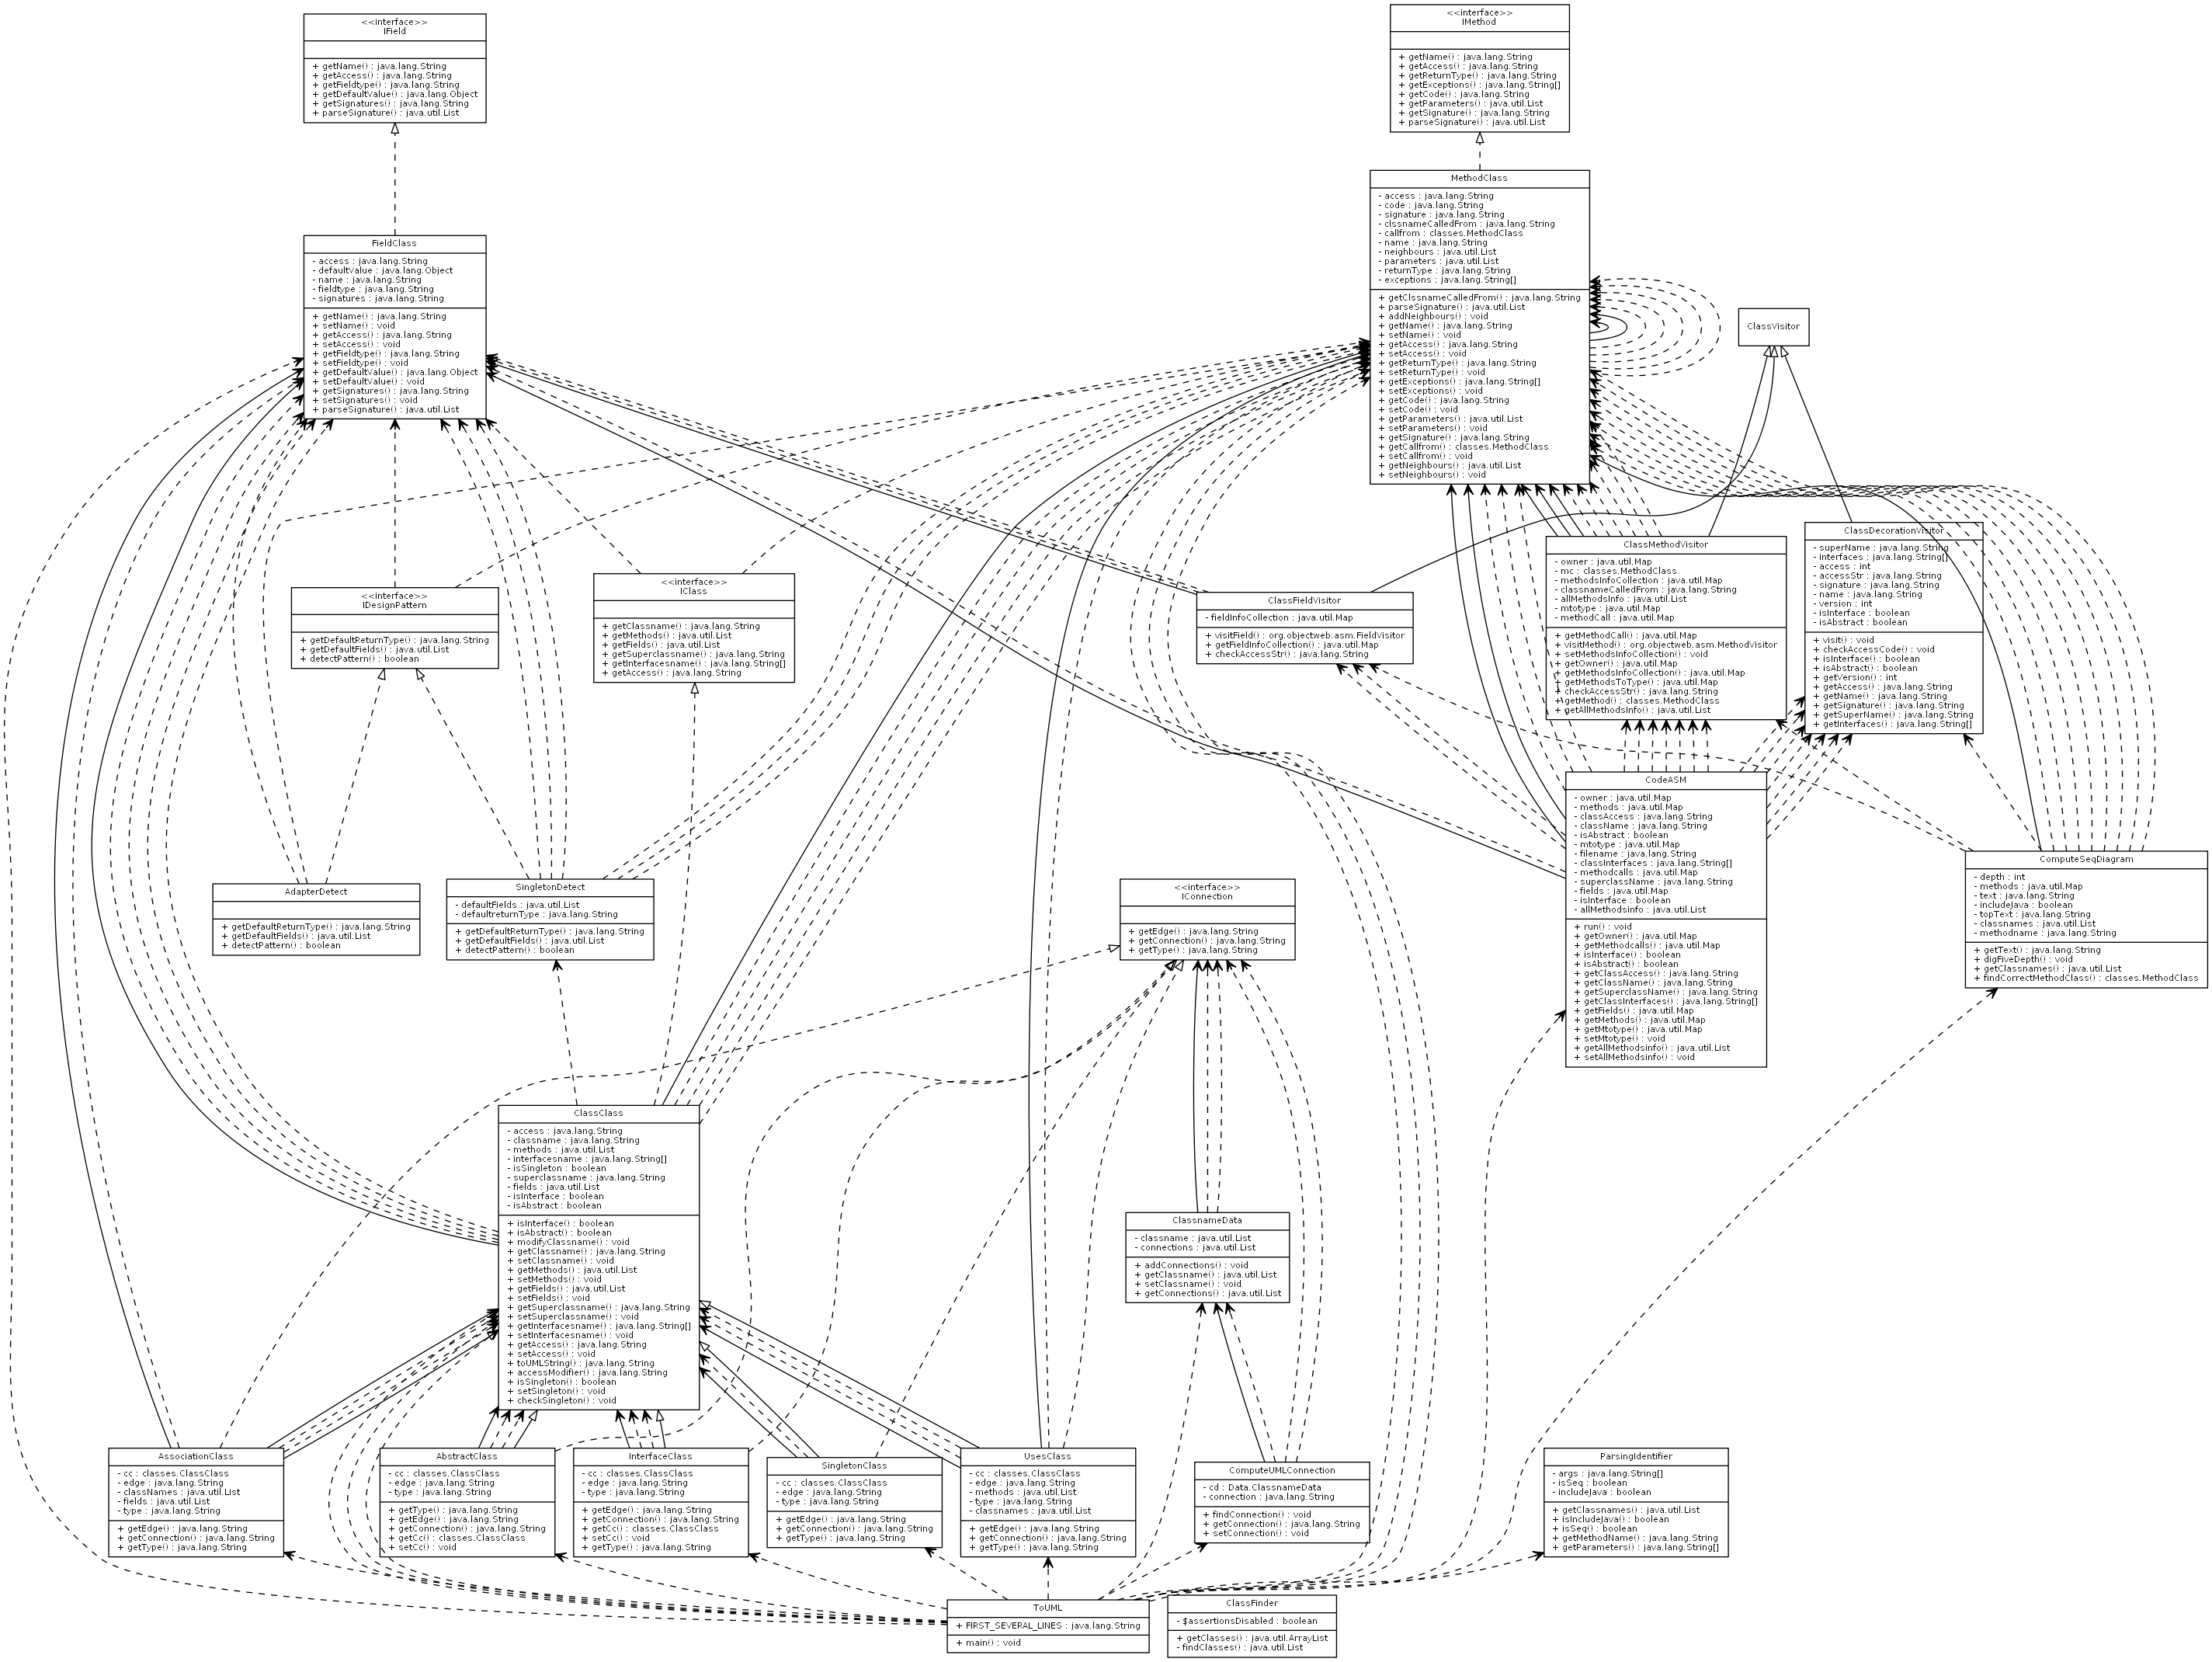 <<interface>>
IField
+ getName() : java.lang.String
+ getAccess() : java.lang.String
+ getFieldtype() : java.lang.String
+ getDefaultValue() : java.lang.Object
+ getSignatures() : java.lang.String
+ parseSignature() : java.util.List
<<interface>>
IMethod
+ getName() : java.lang.String
+ getAccess() : java.lang.String
+ getReturnType() : java.lang.String
+ getExceptions() : java.lang.String[]
+ getCode() : java.lang.String
+ getParameters() : java.util.List
+ getSignature() : java.lang.String
+ parseSignature() : java.util.List
MethodClass
- access : java.lang.String
- code : java.lang.String
- signature : java.lang.String
- clssnameCalledFrom : java.lang.String
- callfrom : classes.MethodClass
- name : java.lang.String
- neighbours : java.util.List
- parameters : java.util.List
- returnType : java.lang.String
- exceptions : java.lang.String[]
+ getClssnameCalledFrom() : java.lang.String
+ parseSignature() : java.util.List
+ addNeighbours() : void
+ getName() : java.lang.String
+ setName() : void
+ getAccess() : java.lang.String
+ setAccess() : void
+ getReturnType() : java.lang.String
+ setReturnType() : void
+ getExceptions() : java.lang.String[]
+ setExceptions() : void
+ getCode() : java.lang.String
+ setCode() : void
+ getParameters() : java.util.List
+ setParameters() : void
+ getSignature() : java.lang.String
+ getCallfrom() : classes.MethodClass
+ setCallfrom() : void
+ getNeighbours() : java.util.List
+ setNeighbours() : void
FieldClass
- access : java.lang.String
- defaultValue : java.lang.Object
- name : java.lang.String
- fieldtype : java.lang.String
- signatures : java.lang.String
+ getName() : java.lang.String
+ setName() : void
+ getAccess() : java.lang.String
+ setAccess() : void
+ getFieldtype() : java.lang.String
+ setFieldtype() : void
+ getDefaultValue() : java.lang.Object
+ setDefaultValue() : void
+ getSignatures() : java.lang.String
+ setSignatures() : void
+ parseSignature() : java.util.List
ClassVisitor
<<interface>>
IDesignPattern
+ getDefaultReturnType() : java.lang.String
+ getDefaultFields() : java.util.List
+ detectPattern() : boolean
<<interface>>
IClass
+ getClassname() : java.lang.String
+ getMethods() : java.util.List
+ getFields() : java.util.List
+ getSuperclassname() : java.lang.String
+ getInterfacesname() : java.lang.String[]
+ getAccess() : java.lang.String
ClassFieldVisitor
- fieldInfoCollection : java.util.Map
+ visitField() : org.objectweb.asm.FieldVisitor
+ getFieldInfoCollection() : java.util.Map
+ checkAccessStr() : java.lang.String
ClassMethodVisitor
- owner : java.util.Map
- mc : classes.MethodClass
- methodsInfoCollection : java.util.Map
- classnameCalledFrom : java.lang.String
- allMethodsInfo : java.util.List
- mtotype : java.util.Map
- methodCall : java.util.Map
+ getMethodCall() : java.util.Map
+ visitMethod() : org.objectweb.asm.MethodVisitor
+ setMethodsInfoCollection() : void
+ getOwner() : java.util.Map
+ getMethodsInfoCollection() : java.util.Map
+ getMethodsToType() : java.util.Map
+ checkAccessStr() : java.lang.String
+ getMethod() : classes.MethodClass
+ getAllMethodsInfo() : java.util.List
ClassDecorationVisitor
- superName : java.lang.String
- interfaces : java.lang.String[]
- access : int
- accessStr : java.lang.String
- signature : java.lang.String
- name : java.lang.String
- version : int
- isInterface : boolean
- isAbstract : boolean
+ visit() : void
+ checkAccessCode() : void
+ isInterface() : boolean
+ isAbstract() : boolean
+ getVersion() : int
+ getAccess() : java.lang.String
+ getName() : java.lang.String
+ getSignature() : java.lang.String
+ getSuperName() : java.lang.String
+ getInterfaces() : java.lang.String[]
AdapterDetect
+ getDefaultReturnType() : java.lang.String
+ getDefaultFields() : java.util.List
+ detectPattern() : boolean
SingletonDetect
- defaultFields : java.util.List
- defaultreturnType : java.lang.String
+ getDefaultReturnType() : java.lang.String
+ getDefaultFields() : java.util.List
+ detectPattern() : boolean
<<interface>>
IConnection
+ getEdge() : java.lang.String
+ getConnection() : java.lang.String
+ getType() : java.lang.String
CodeASM
- owner : java.util.Map
- methods : java.util.Map
- classAccess : java.lang.String
- className : java.lang.String
- isAbstract : boolean
- mtotype : java.util.Map
- filename : java.lang.String
- classInterfaces : java.lang.String[]
- methodcalls : java.util.Map
- superclassName : java.lang.String
- fields : java.util.Map
- isInterface : boolean
- allMethodsinfo : java.util.List
+ run() : void
+ getOwner() : java.util.Map
+ getMethodcalls() : java.util.Map
+ isInterface() : boolean
+ isAbstract() : boolean
+ getClassAccess() : java.lang.String
+ getClassName() : java.lang.String
+ getSuperclassName() : java.lang.String
+ getClassInterfaces() : java.lang.String[]
+ getFields() : java.util.Map
+ getMethods() : java.util.Map
+ getMtotype() : java.util.Map
+ setMtotype() : void
+ getAllMethodsinfo() : java.util.List
+ setAllMethodsinfo() : void
ComputeSeqDiagram
- depth : int
- methods : java.util.Map
- text : java.lang.String
- includeJava : boolean
- topText : java.lang.String
- classnames : java.util.List
- methodname : java.lang.String
+ getText() : java.lang.String
+ digFiveDepth() : void
+ getClassnames() : java.util.List
+ findCorrectMethodClass() : classes.MethodClass
ClassClass
- access : java.lang.String
- classname : java.lang.String
- methods : java.util.List
- interfacesname : java.lang.String[]
- isSingleton : boolean
- superclassname : java.lang.String
- fields : java.util.List
- isInterface : boolean
- isAbstract : boolean
+ isInterface() : boolean
+ isAbstract() : boolean
+ modifyClassname() : void
+ getClassname() : java.lang.String
+ setClassname() : void
+ getMethods() : java.util.List
+ setMethods() : void
+ getFields() : java.util.List
+ setFields() : void
+ getSuperclassname() : java.lang.String
+ setSuperclassname() : void
+ getInterfacesname() : java.lang.String[]
+ setInterfacesname() : void
+ getAccess() : java.lang.String
+ setAccess() : void
+ toUMLString() : java.lang.String
+ accessModifier() : java.lang.String
+ isSingleton() : boolean
+ setSingleton() : void
+ checkSingleton() : void
ClassnameData
- classname : java.util.List
- connections : java.util.List
+ addConnections() : void
+ getClassname() : java.util.List
+ setClassname() : void
+ getConnections() : java.util.List
AssociationClass
- cc : classes.ClassClass
- edge : java.lang.String
- classNames : java.util.List
- fields : java.util.List
- type : java.lang.String
+ getEdge() : java.lang.String
+ getConnection() : java.lang.String
+ getType() : java.lang.String
AbstractClass
- cc : classes.ClassClass
- edge : java.lang.String
- type : java.lang.String
+ getType() : java.lang.String
+ getEdge() : java.lang.String
+ getConnection() : java.lang.String
+ getCc() : classes.ClassClass
+ setCc() : void
InterfaceClass
- cc : classes.ClassClass
- edge : java.lang.String
- type : java.lang.String
+ getEdge() : java.lang.String
+ getConnection() : java.lang.String
+ getCc() : classes.ClassClass
+ setCc() : void
+ getType() : java.lang.String
SingletonClass
- cc : classes.ClassClass
- edge : java.lang.String
- type : java.lang.String
+ getEdge() : java.lang.String
+ getConnection() : java.lang.String
+ getType() : java.lang.String
UsesClass
- cc : classes.ClassClass
- edge : java.lang.String
- methods : java.util.List
- type : java.lang.String
- classnames : java.util.List
+ getEdge() : java.lang.String
+ getConnection() : java.lang.String
+ getType() : java.lang.String
ComputeUMLConnection
- cd : Data.ClassnameData
- connection : java.lang.String
+ findConnection() : void
+ getConnection() : java.lang.String
+ setConnection() : void
ParsingIdentifier
- args : java.lang.String[]
- isSeq : boolean
- includeJava : boolean
+ getClassnames() : java.util.List
+ isIncludeJava() : boolean
+ isSeq() : boolean
+ getMethodName() : java.lang.String
+ getParameters() : java.lang.String[]
ToUML
+ FIRST_SEVERAL_LINES : java.lang.String
+ main() : void
ClassFinder
- $assertionsDisabled : boolean
+ getClasses() : java.util.ArrayList
- findClasses() : java.util.List